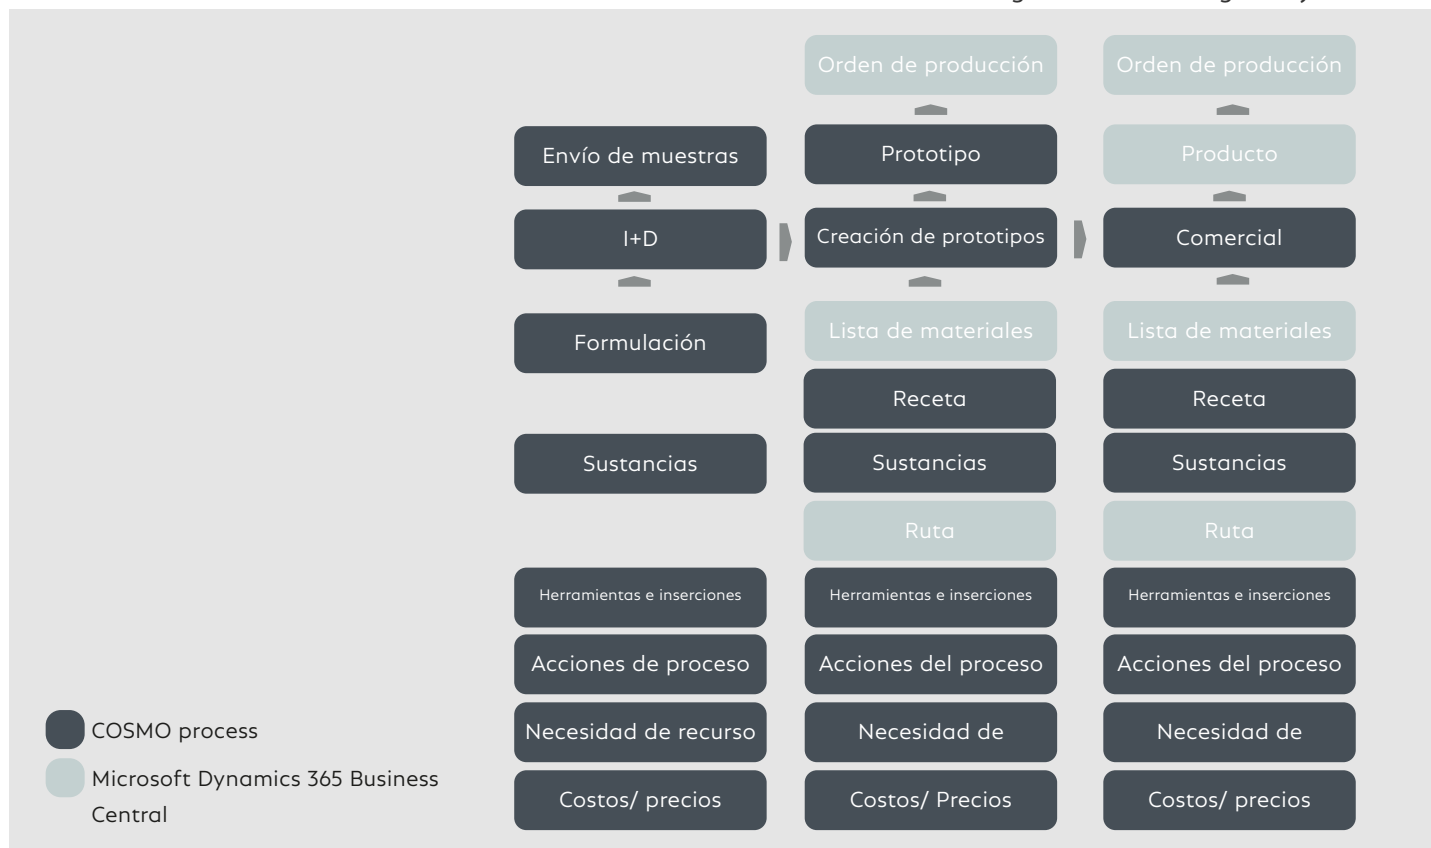 Orden de producción
Orden de producción
Envío de muestras
Prototipo
Producto
I+D
Creación de prototipos
Comercial
Formulación
Lista de materiales
Lista de materiales
Receta
Receta
Sustancias
Sustancias
Sustancias
Ruta
Ruta
Herramientas e inserciones
Herramientas e inserciones
Herramientas e inserciones
Acciones de proceso
Acciones del proceso
Acciones del proceso
Necesidad de recurso
Necesidad de
Necesidad de
Costos/ precios
Costos/ Precios
Costos/ precios
COSMO process
Microsoft Dynamics 365 Business
Central